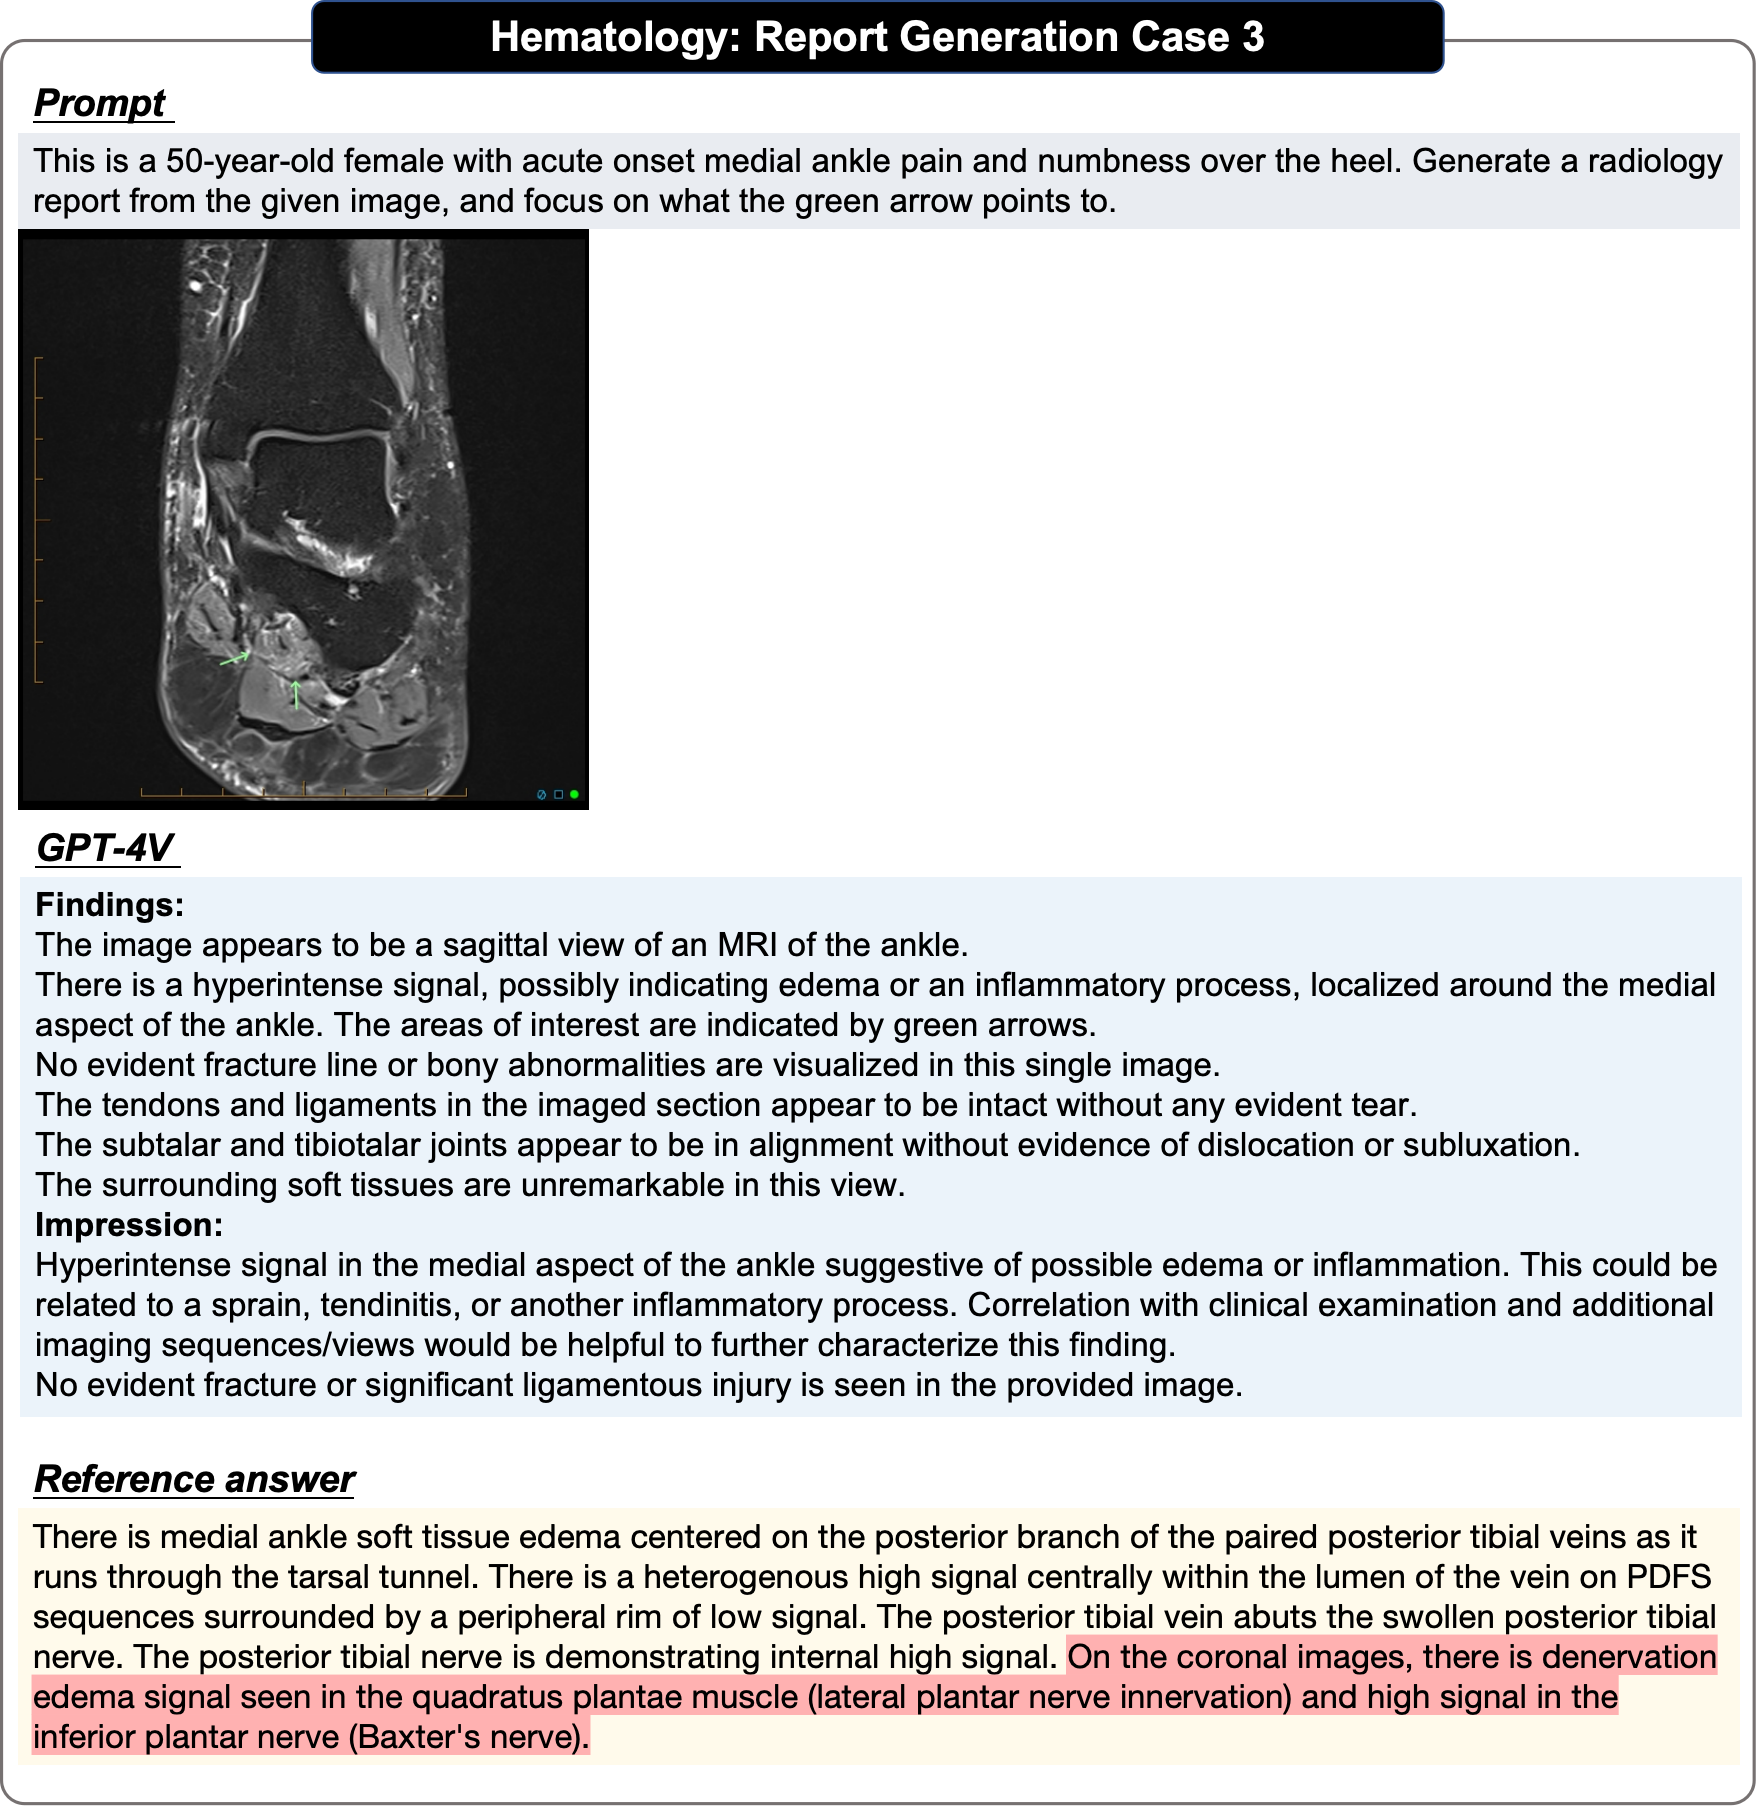 Hematology: Report Generation Case 3
Prompt
This is a 50-year-old female with acute onset medial ankle pain and numbness over the heel. Generate a radiology
report from the given image, and focus on what the green arrow points to.
GPT-4V
Findings:
The image appears to be a sagittal view of an MRI of the ankle.
There is a hyperintense signal, possibly indicating edema or an inflammatory process, localized around the medial
aspect of the ankle. The areas of interest are indicated by green arrows.
No evident fracture line or bony abnormalities are visualized in this single image.
The tendons and ligaments in the imaged section appear to be intact without any evident tear.
The subtalar and tibiotalar joints appear to be in alignment without evidence of dislocation or subluxation.
The surrounding soft tissues are unremarkable in this view.
Impression:
Hyperintense signal in the medial aspect of the ankle suggestive of possible edema or inflammation. This could be
related to a sprain, tendinitis, or another inflammatory process. Correlation with clinical examination and additional
imaging sequences/views would be helpful to further characterize this finding.
No evident fracture or significant ligamentous injury is seen in the provided image.
Reference answer
There is medial ankle soft tissue edema centered on the posterior branch of the paired posterior tibial veins as it
runs through the tarsal tunnel. There is a heterogenous high signal centrally within the lumen of the vein on PDFS
sequences surrounded by a peripheral rim of low signal. The posterior tibial vein abuts the swollen posterior tibial
nerve. The posterior tibial nerve is demonstrating internal high signal. On the coronal images, there is denervation
edema signal seen in the quadratus plantae muscle (lateral plantar nerve innervation) and high signal in the
inferior plantar nerve (Baxter's nerve).